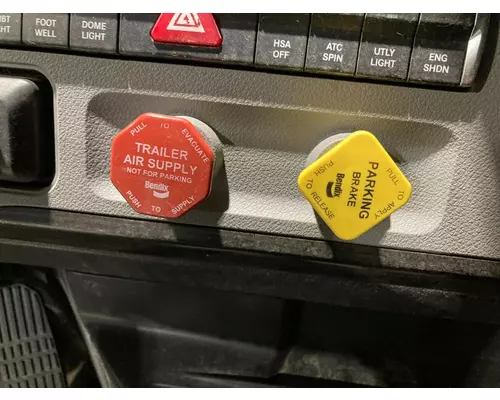 FOOT
WELL
DOME
LIGHT
HSA
OFF
ATC
SPIN
UTLY
LIGHT
ENG
SHDN
PULL TO EVACUATE
TRAILER
AIR SUPPLY
NOT FOR PARKING
Bendix
PUSH TO SUPPLY
PULL TO APPLY
PARKING
BRAKE
Bendix
PUSH TO RELEASE